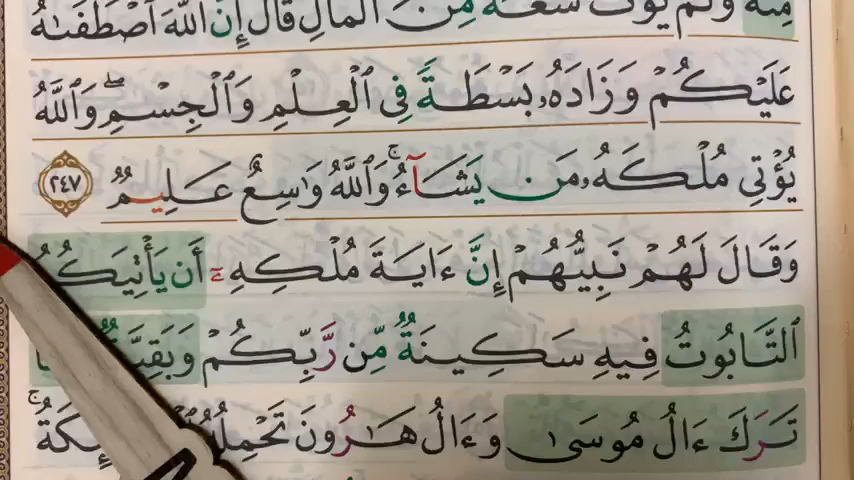 مِنۡهُ وَلَمۡ يُؤۡتَ سَعَةٗ مِّنَ ٱلۡمَالِۚ قَالَ إِنَّ ٱللَّهَ ٱصۡطَفَىٰهُ
عَلَيۡكُمۡ وَزَادَهُۥ بَسۡطَةٗ فِي ٱلۡعِلۡمِ وَٱلۡجِسۡمِۖ وَٱللَّهُ
يُؤۡتِي مُلۡكَهُۥ مَن يَشَآءُۚ وَٱللَّهُ وَٰسِعٌ عَلِيمٞ ٢٤٧
وَقَالَ لَهُمۡ نَبِيُّهُمۡ إِنَّ ءَايَةَ مُلۡكِهِۦٓ أَن يَأۡتِيَكُمُ
ٱلتَّابُوتُ فِيهِ سَكِينَةٞ مِّن رَّبِّكُمۡ وَبَقِيَّةٞ
تَرَكَ ءَالُ مُوسَىٰ وَءَالُ هَٰرُونَ تَحۡمِلُهُ